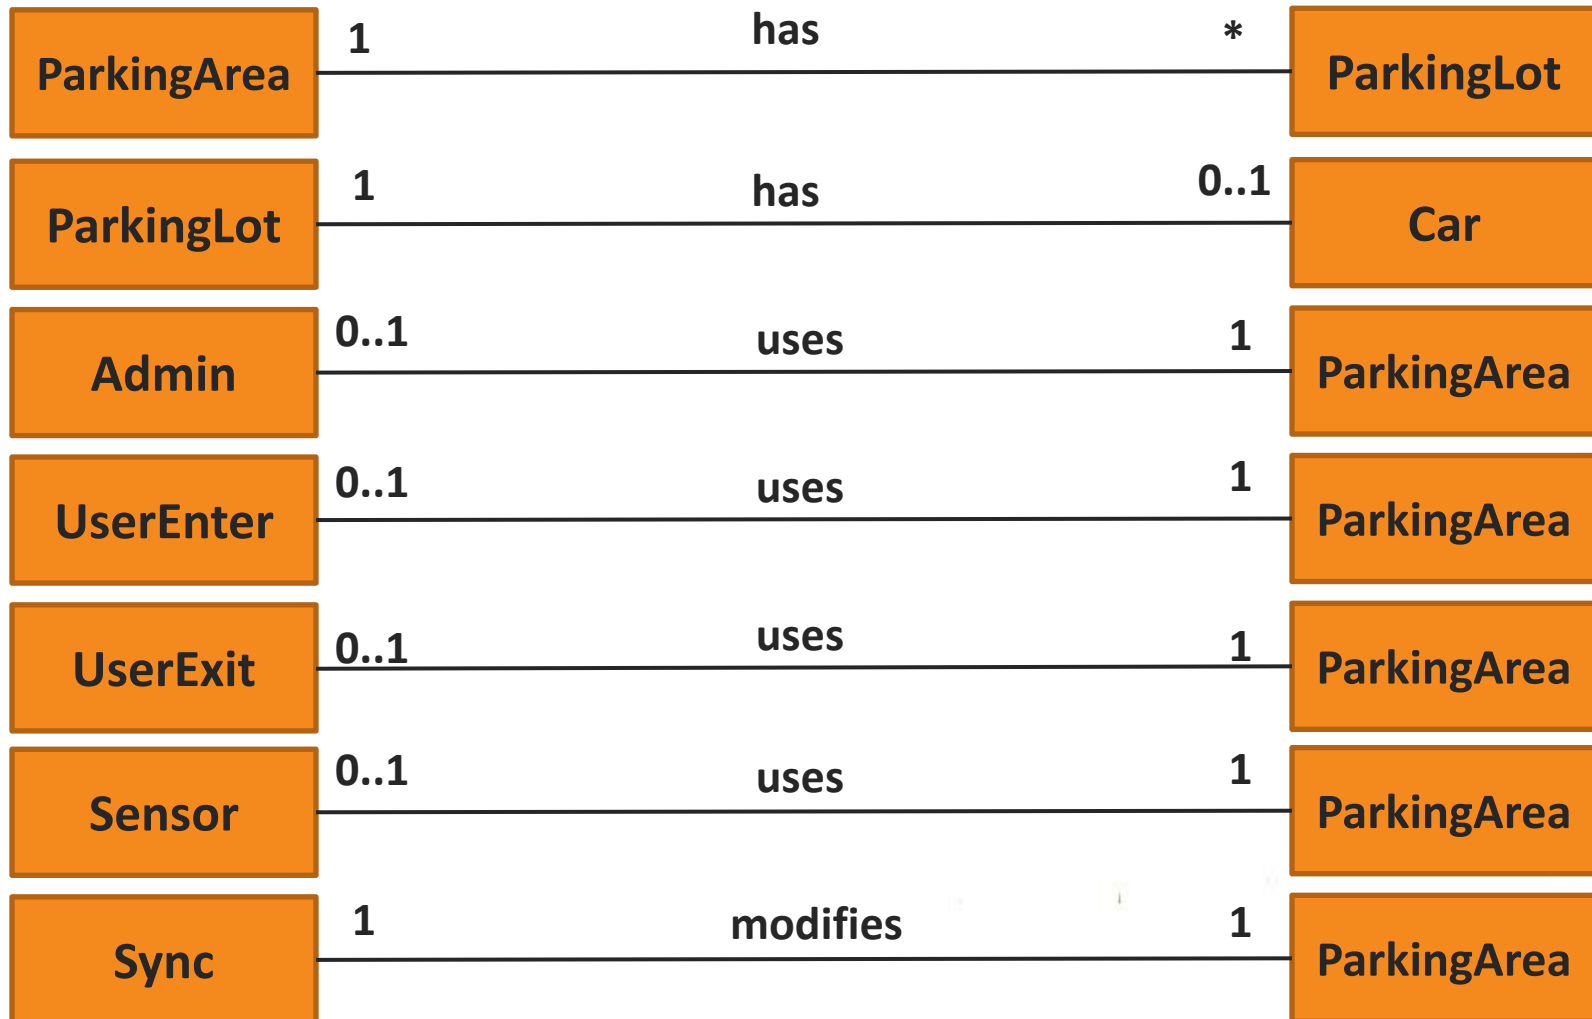 1 has *
ParkingArea ParkingLot
1 has 0..1
ParkingLot Car
0..1 uses 1
Admin ParkingArea
0..1 uses 1
UserEnter ParkingArea
0..1 uses 1
UserExit ParkingArea
0..1 uses 1
Sensor ParkingArea
1 modifies 1
Sync ParkingArea